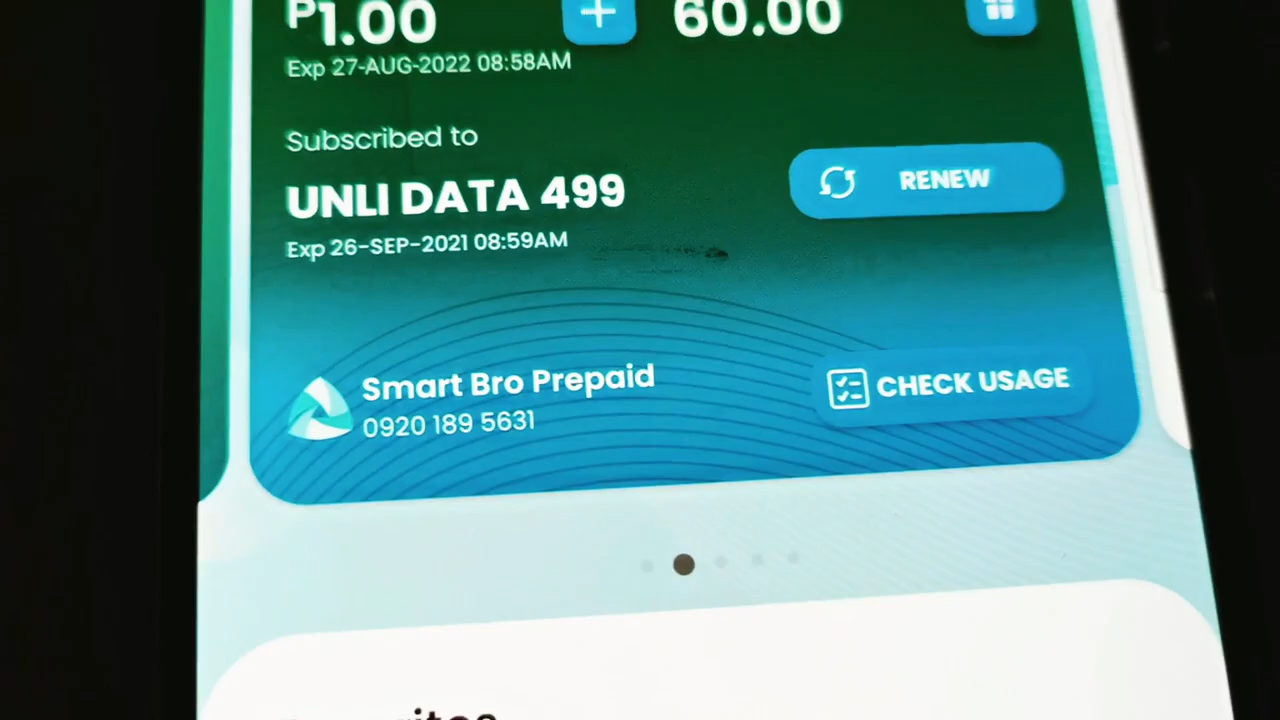 ₱1.00
60.00
Exp 27-AUG-2022 08:58AM
Subscribed to
UNLI DATA 499
RENEW
Exp 26-SEP-2021 08:59AM
Smart Bro Prepaid
0920 189 5631
CHECK USAGE